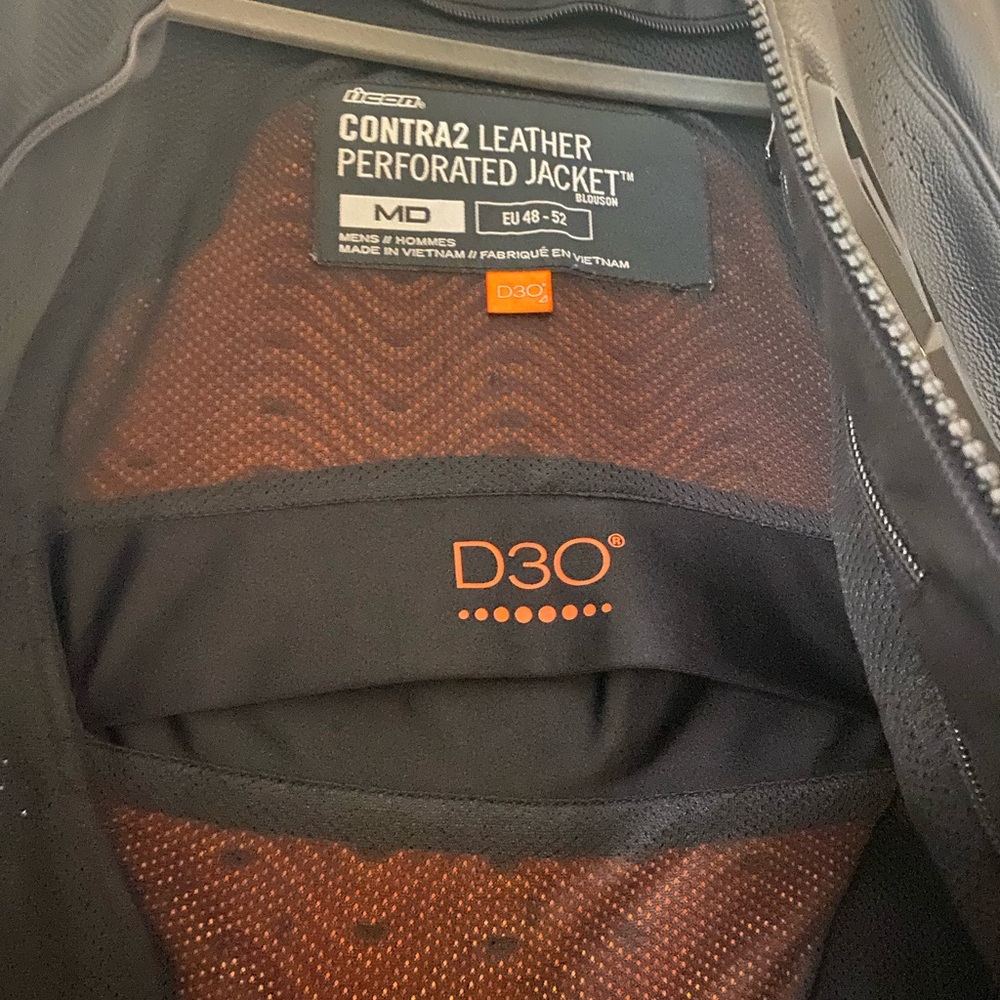 icon®
CONTRA2 LEATHER
PERFORATED JACKET™
BLOUSON
MD
EU 48 - 52
MENS // HOMMES
MADE IN VIETNAM // FABRIQUÉ EN VIETNAM
D3O
D3O®